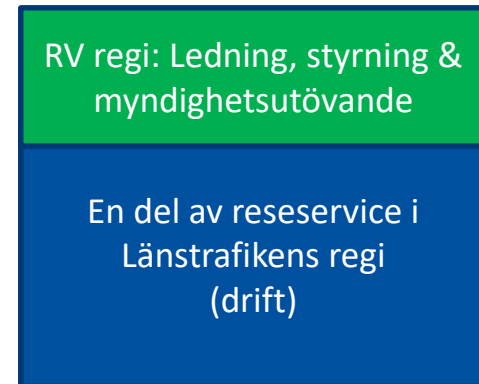 RV regi: Ledning, styrning &
myndighetsutövande
En del av reseservice i
Länstrafikens regi
(drift)